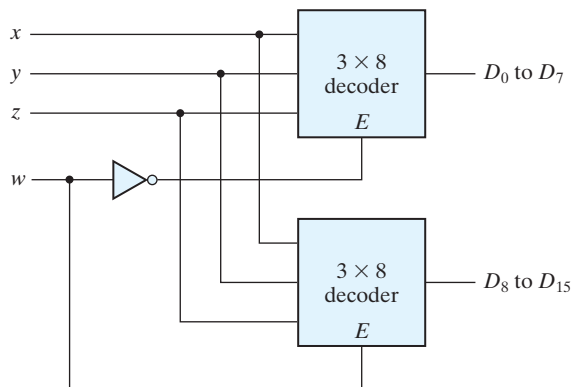 x
y
z
w
3 × 8
decoder
E
D₀ to D₇
3 × 8
decoder
E
D₈ to D₁₅